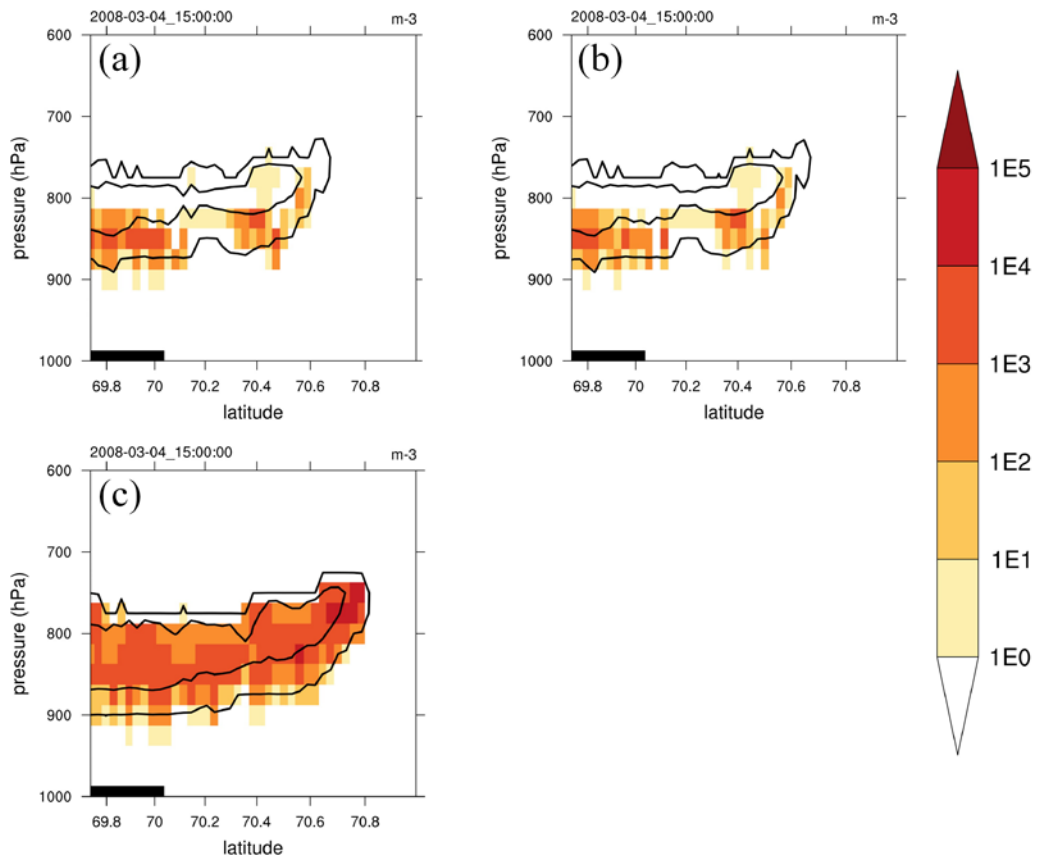 2008-03-04_15:00:00 m-3
(a)
600
700
800
900
1000
pressure (hPa)
69.8 70 70.2 70.4 70.6 70.8
latitude
2008-03-04_15:00:00 m-3
(b)
600
700
800
900
1000
pressure (hPa)
69.8 70 70.2 70.4 70.6 70.8
latitude
2008-03-04_15:00:00 m-3
(c)
600
700
800
900
1000
pressure (hPa)
69.8 70 70.2 70.4 70.6 70.8
latitude
1E5
1E4
1E3
1E2
1E1
1E0